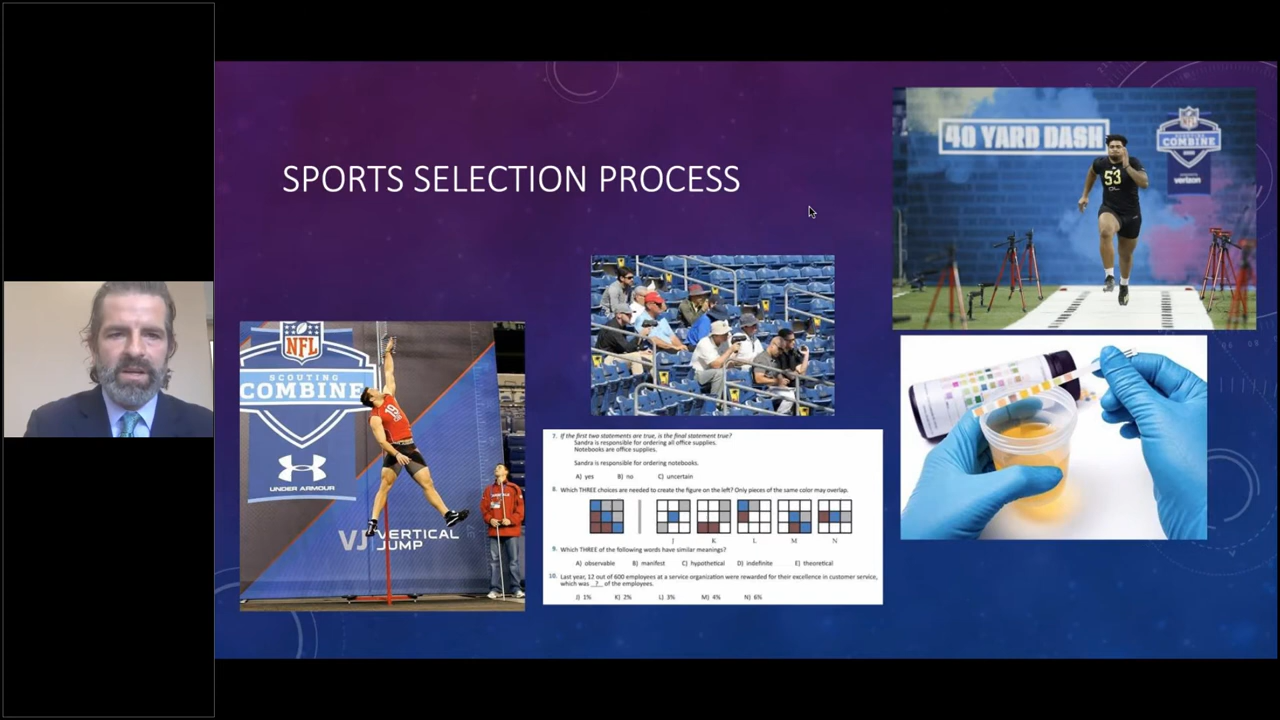 SPORTS SELECTION PROCESS
40 YARD DASH
NFL
SCOUTING
COMBINE
verizon
53
OL
NFL
SCOUTING
COMBINE
UNDER ARMOUR
VJ VERTICAL
JUMP
7. If the first two statements are true, is the final statement true?
Sandra is responsible for ordering all office supplies.
Notebooks are office supplies.
Sandra is responsible for ordering notebooks.
A) yes B) no C) uncertain
8. Which THREE choices are needed to create the figure on the left? Only pieces of the same color may overlap.
J K L M N
9. Which THREE of the following words have similar meanings?
A) observable B) manifest C) hypothetical D) indefinite E) theoretical
10. Last year, 12 out of 600 employees at a service organization were rewarded for their excellence in customer service,
which was _?_ of the employees.
J) 1% K) 2% L) 3% M) 4% N) 6%